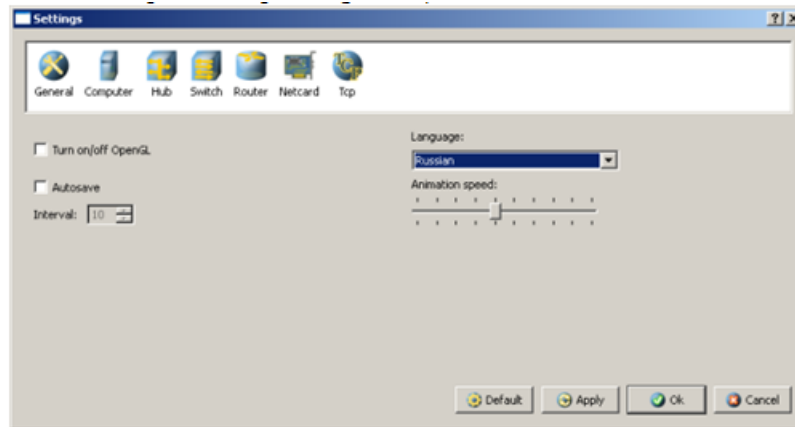 Settings
General Computer Hub Switch Router Netcard Tcp
Turn on/off OpenGL
Autosave
Interval: 10
Language:
Russian
Animation speed:
Default Apply Ok Cancel